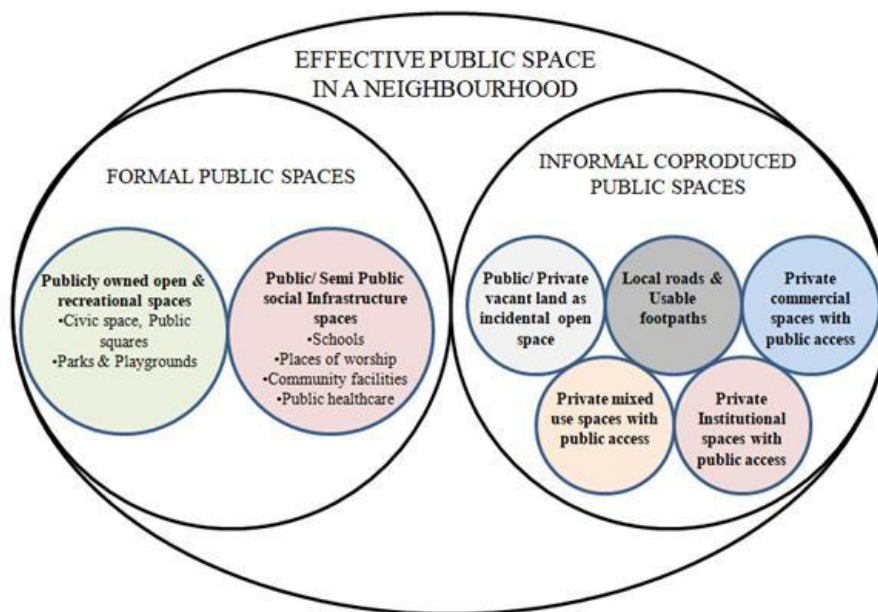 EFFECTIVE PUBLIC SPACE
IN A NEIGHBOURHOOD
FORMAL PUBLIC SPACES
Publicly owned open &
recreational spaces
•Civic space, Public
squares
•Parks & Playgrounds
Public/ Semi Public
social Infrastructure
spaces
•Schools
•Places of worship
•Community facilities
•Public healthcare
INFORMAL COPRODUCED
PUBLIC SPACES
Public/ Private
vacant land as
incidental open
space
Local roads &
Usable
footpaths
Private
commercial
spaces with
public access
Private mixed
use spaces with
public access
Private
Institutional
spaces with
public access